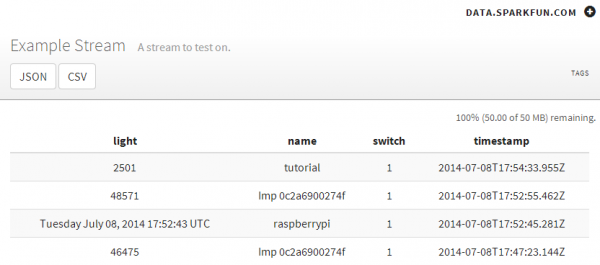 DATA.SPARKFUN.COM
Example Stream A stream to test on.
JSON CSV TAGS
100% (50.00 of 50 MB) remaining.
light name switch timestamp
2501 tutorial 1 2014-07-08T17:54:33.955Z
48571 Imp 0c2a6900274f 1 2014-07-08T17:52:55.462Z
Tuesday July 08, 2014 17:52:43 UTC raspberrypi 1 2014-07-08T17:52:45.281Z
46475 Imp 0c2a6900274f 1 2014-07-08T17:47:23.144Z